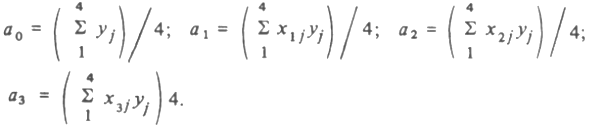 a₀ = ( Σ₁⁴ yⱼ ) / 4; a₁ = ( Σ₁⁴ x₁ⱼyⱼ ) / 4; a₂ = ( Σ₁⁴ x₂ⱼyⱼ ) / 4;
a₃ = ( Σ₁⁴ x₃ⱼyⱼ ) 4.